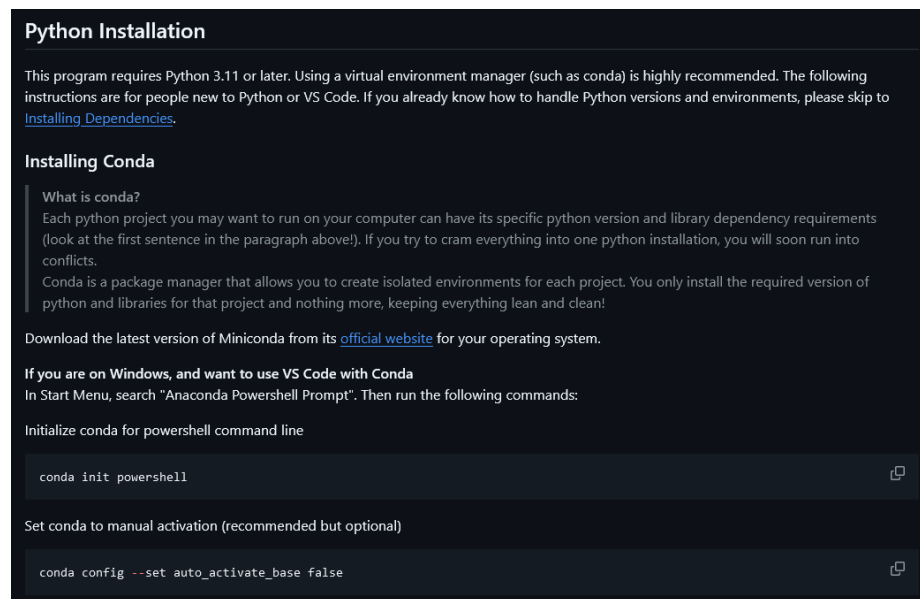 Python Installation
This program requires Python 3.11 or later. Using a virtual environment manager (such as conda) is highly recommended. The following
instructions are for people new to Python or VS Code. If you already know how to handle Python versions and environments, please skip to
Installing Dependencies.
Installing Conda
What is conda?
Each python project you may want to run on your computer can have its specific python version and library dependency requirements
(look at the first sentence in the paragraph above!). If you try to cram everything into one python installation, you will soon run into
conflicts.
Conda is a package manager that allows you to create isolated environments for each project. You only install the required version of
python and libraries for that project and nothing more, keeping everything lean and clean!
Download the latest version of Miniconda from its official website for your operating system.
If you are on Windows, and want to use VS Code with Conda
In Start Menu, search "Anaconda Powershell Prompt". Then run the following commands:
Initialize conda for powershell command line
conda init powershell
Set conda to manual activation (recommended but optional)
conda config --set auto_activate_base false